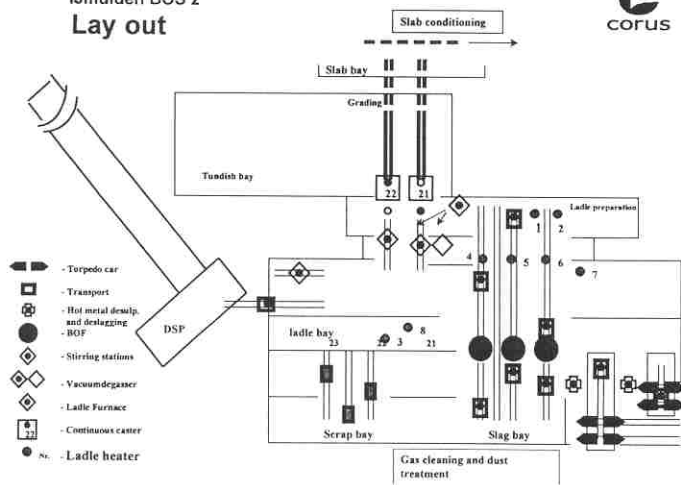 IJmuiden BOS 2
Lay out
corus
Slab conditioning
Slab bay
Grading
Tundish bay
22
21
Ladle preparation
1
2
4
5
6
7
DSP
ladle bay
8
3
23
22
21
Scrap bay
Slag bay
Gas cleaning and dust
treatment
- Torpedo car
- Transport
- Hot metal desulp.
and deslagging
- BOF
- Stirring stations
- Vacuumdegasser
- Ladle Furnace
22
- Continuous caster
Nr.
- Ladle heater